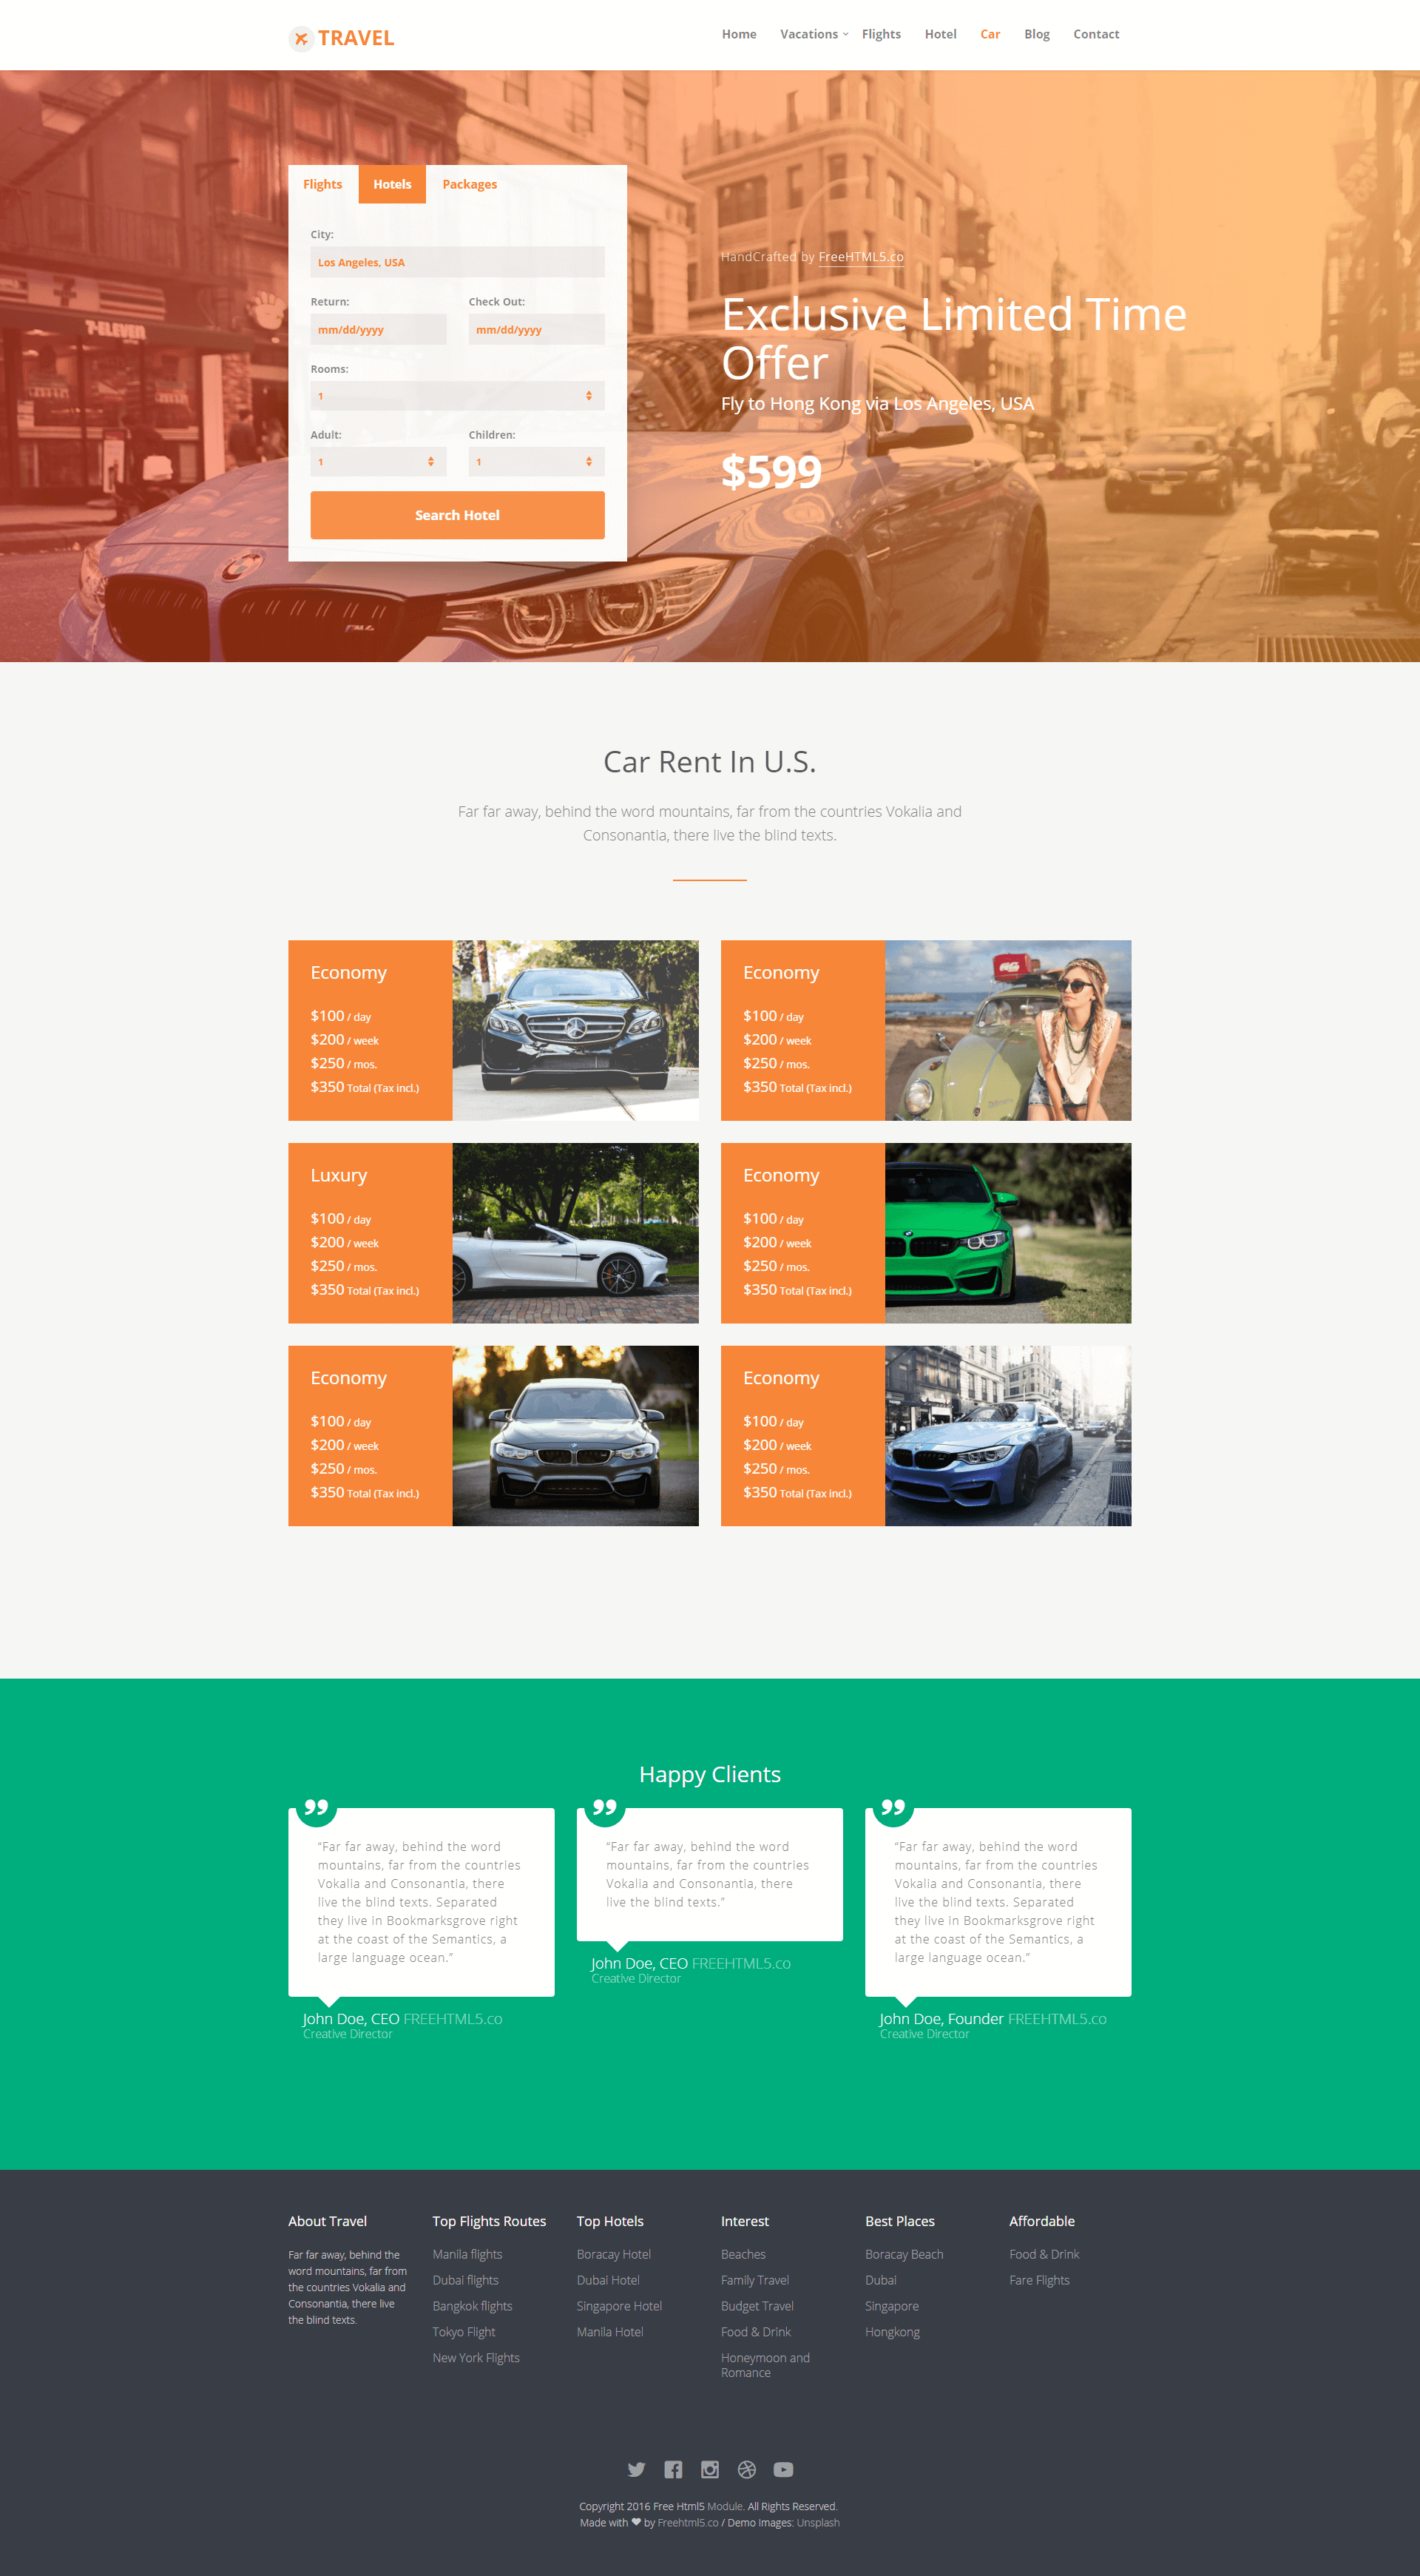 TRAVEL
Home Vacations Flights Hotel Car Blog Contact
Flights Hotels Packages
City:
Los Angeles, USA
Return: Check Out:
mm/dd/yyyy mm/dd/yyyy
Rooms:
1
Adult: Children:
1 1
Search Hotel
7-ELEVEN
HandCrafted by FreeHTML5.co
Exclusive Limited Time
Offer
Fly to Hong Kong via Los Angeles, USA
$599
Car Rent In U.S.
Far far away, behind the word mountains, far from the countries Vokalia and
Consonantia, there live the blind texts.
Economy
$100 / day
$200 / week
$250 / mos.
$350 Total (Tax incl.)
Economy
$100 / day
$200 / week
$250 / mos.
$350 Total (Tax incl.)
Luxury
$100 / day
$200 / week
$250 / mos.
$350 Total (Tax incl.)
Economy
$100 / day
$200 / week
$250 / mos.
$350 Total (Tax incl.)
Economy
$100 / day
$200 / week
$250 / mos.
$350 Total (Tax incl.)
Economy
$100 / day
$200 / week
$250 / mos.
$350 Total (Tax incl.)
Happy Clients
“Far far away, behind the word
mountains, far from the countries
Vokalia and Consonantia, there
live the blind texts. Separated
they live in Bookmarksgrove right
at the coast of the Semantics, a
large language ocean.”
John Doe, CEO FREEHTML5.co
Creative Director
“Far far away, behind the word
mountains, far from the countries
Vokalia and Consonantia, there
live the blind texts.”
John Doe, CEO FREEHTML5.co
Creative Director
“Far far away, behind the word
mountains, far from the countries
Vokalia and Consonantia, there
live the blind texts. Separated
they live in Bookmarksgrove right
at the coast of the Semantics, a
large language ocean.”
John Doe, Founder FREEHTML5.co
Creative Director
About Travel
Far far away, behind the
word mountains, far from
the countries Vokalia and
Consonantia, there live
the blind texts.
Top Flights Routes
Manila flights
Dubai flights
Bangkok flights
Tokyo Flight
New York Flights
Top Hotels
Boracay Hotel
Dubai Hotel
Singapore Hotel
Manila Hotel
Interest
Beaches
Family Travel
Budget Travel
Food & Drink
Honeymoon and
Romance
Best Places
Boracay Beach
Dubai
Singapore
Hongkong
Affordable
Food & Drink
Fare Flights
Copyright 2016 Free Html5 Module. All Rights Reserved.
Made with ♥ by Freehtml5.co / Demo Images: Unsplash